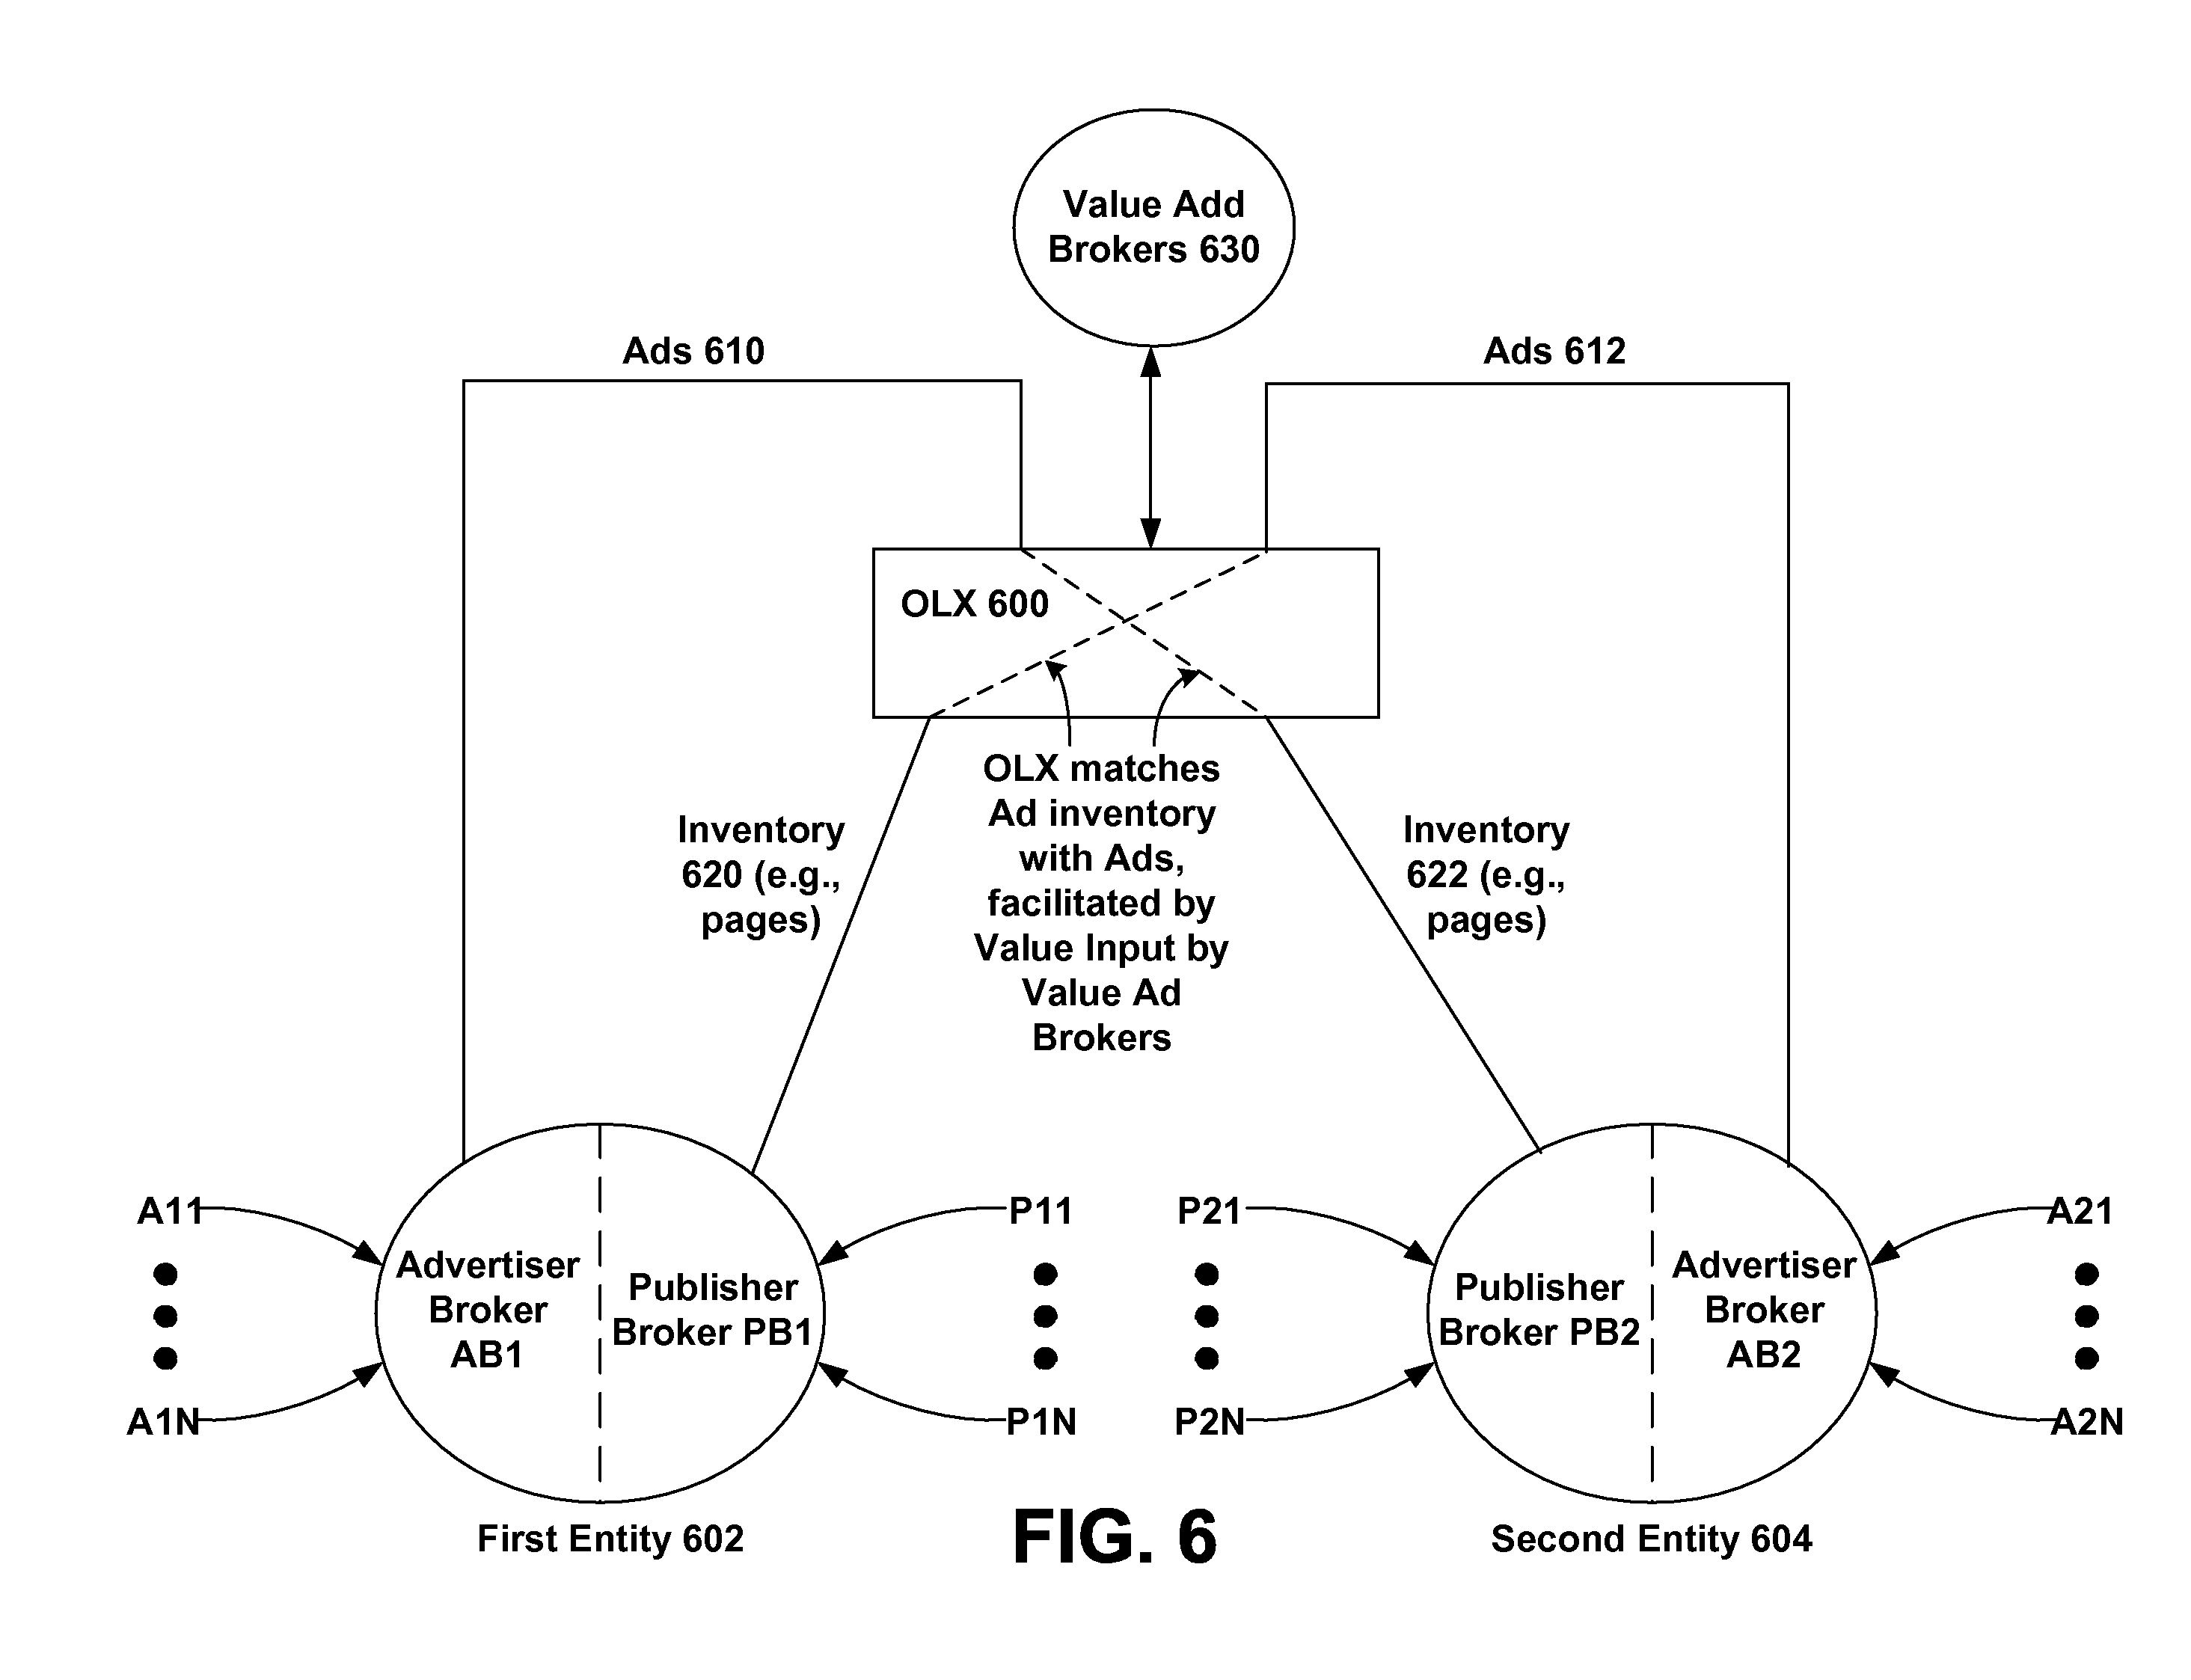 Value Add
Brokers 630
Ads 610
Ads 612
OLX 600
OLX matches
Ad inventory
with Ads,
facilitated by
Value Input by
Value Ad
Brokers
Inventory
620 (e.g.,
pages)
Inventory
622 (e.g.,
pages)
A11
A1N
Advertiser
Broker
AB1
Publisher
Broker PB1
P11
P1N
P21
P2N
Publisher
Broker PB2
Advertiser
Broker
AB2
A21
A2N
First Entity 602
FIG. 6
Second Entity 604